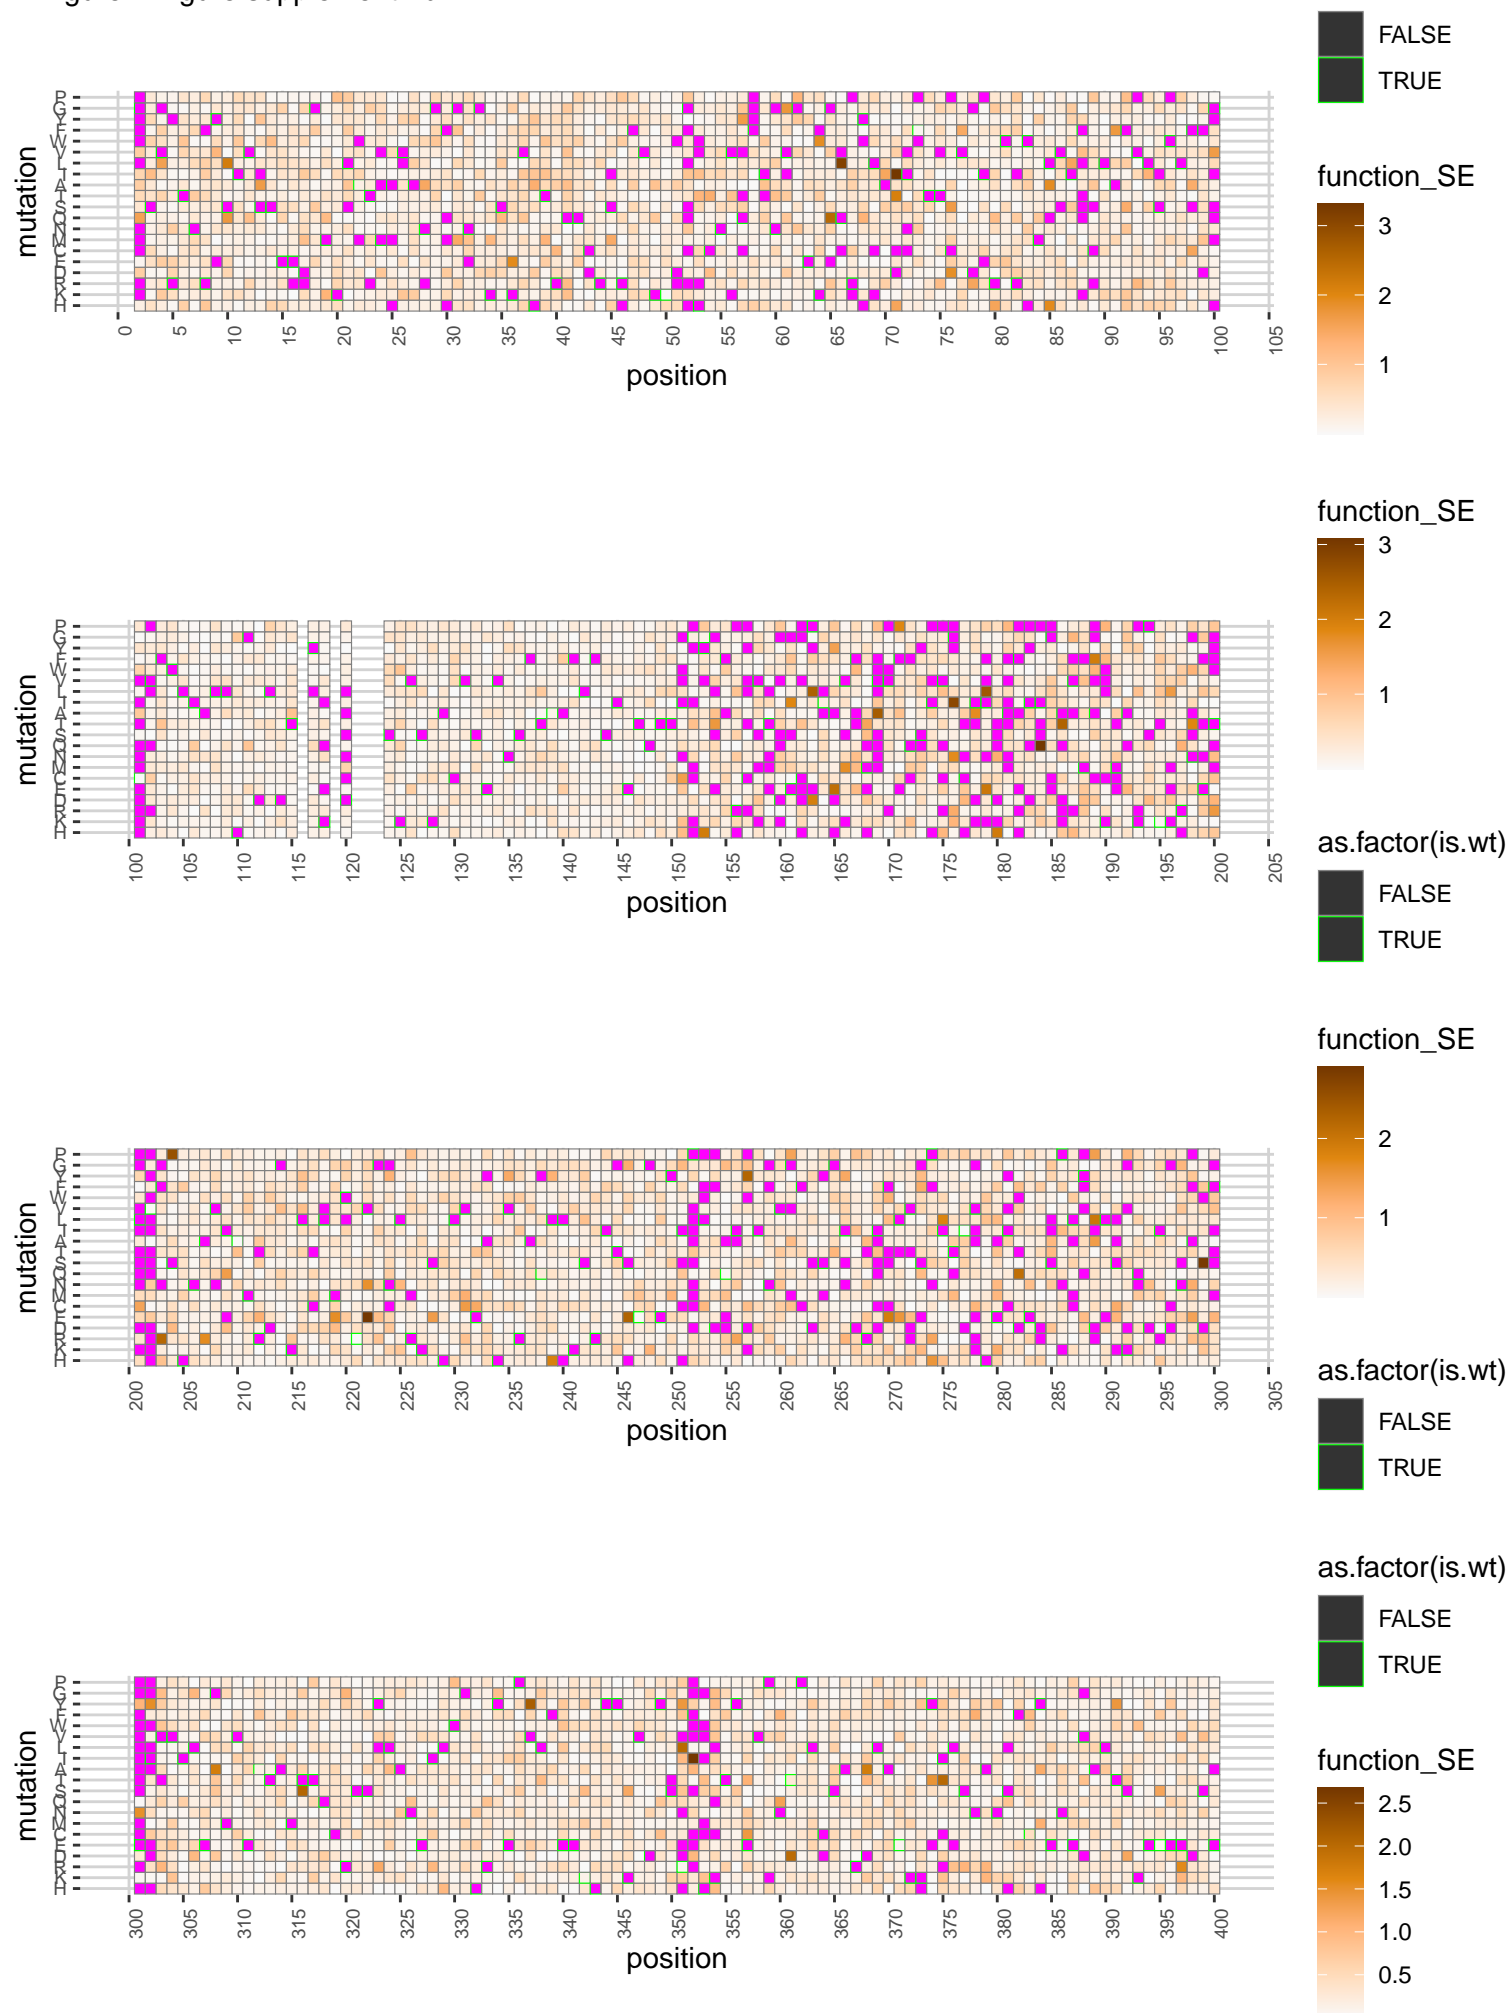 FALSE
TRUE
function_SE
3
2
1
mutation
P
G
Y
F
W
V
L
I
A
T
S
Q
N
M
C
E
D
R
K
H
0 5 10 15 20 25 30 35 40 45 50 55 60 65 70 75 80 85 90 95 100 105
position
function_SE
3
2
1
as.factor(is.wt)
FALSE
TRUE
mutation
P
G
Y
F
W
V
L
I
A
T
S
Q
N
M
C
E
D
R
K
H
100 105 110 115 120 125 130 135 140 145 150 155 160 165 170 175 180 185 190 195 200 205
position
function_SE
2
1
as.factor(is.wt)
FALSE
TRUE
mutation
P
G
Y
F
W
V
L
I
A
T
S
Q
N
M
C
E
D
R
K
H
200 205 210 215 220 225 230 235 240 245 250 255 260 265 270 275 280 285 290 295 300 305
position
as.factor(is.wt)
FALSE
TRUE
function_SE
2.5
2.0
1.5
1.0
0.5
mutation
P
G
Y
F
W
V
L
I
A
T
S
Q
N
M
C
E
D
R
K
H
300 305 310 315 320 325 330 335 340 345 350 355 360 365 370 375 380 385 390 395 400
position